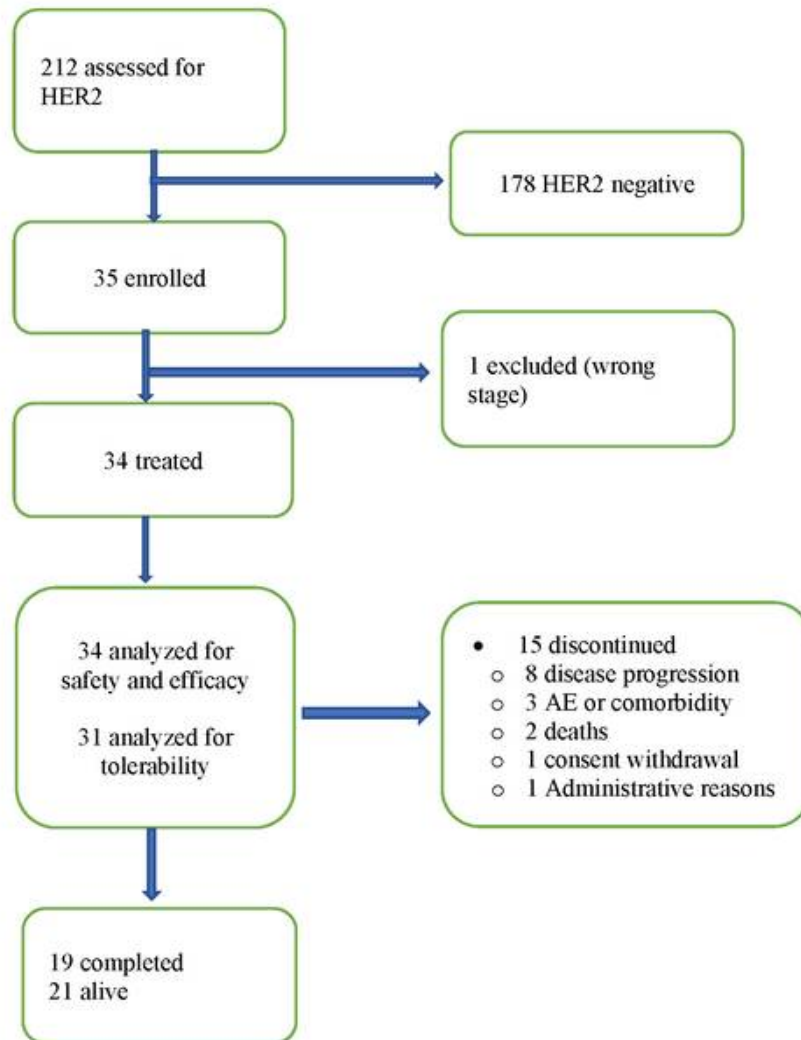 212 assessed for
HER2
178 HER2 negative
35 enrolled
1 excluded (wrong
stage)
34 treated
34 analyzed for
safety and efficacy
31 analyzed for
tolerability
• 15 discontinued
o 8 disease progression
o 3 AE or comorbidity
o 2 deaths
o 1 consent withdrawal
o 1 Administrative reasons
19 completed
21 alive